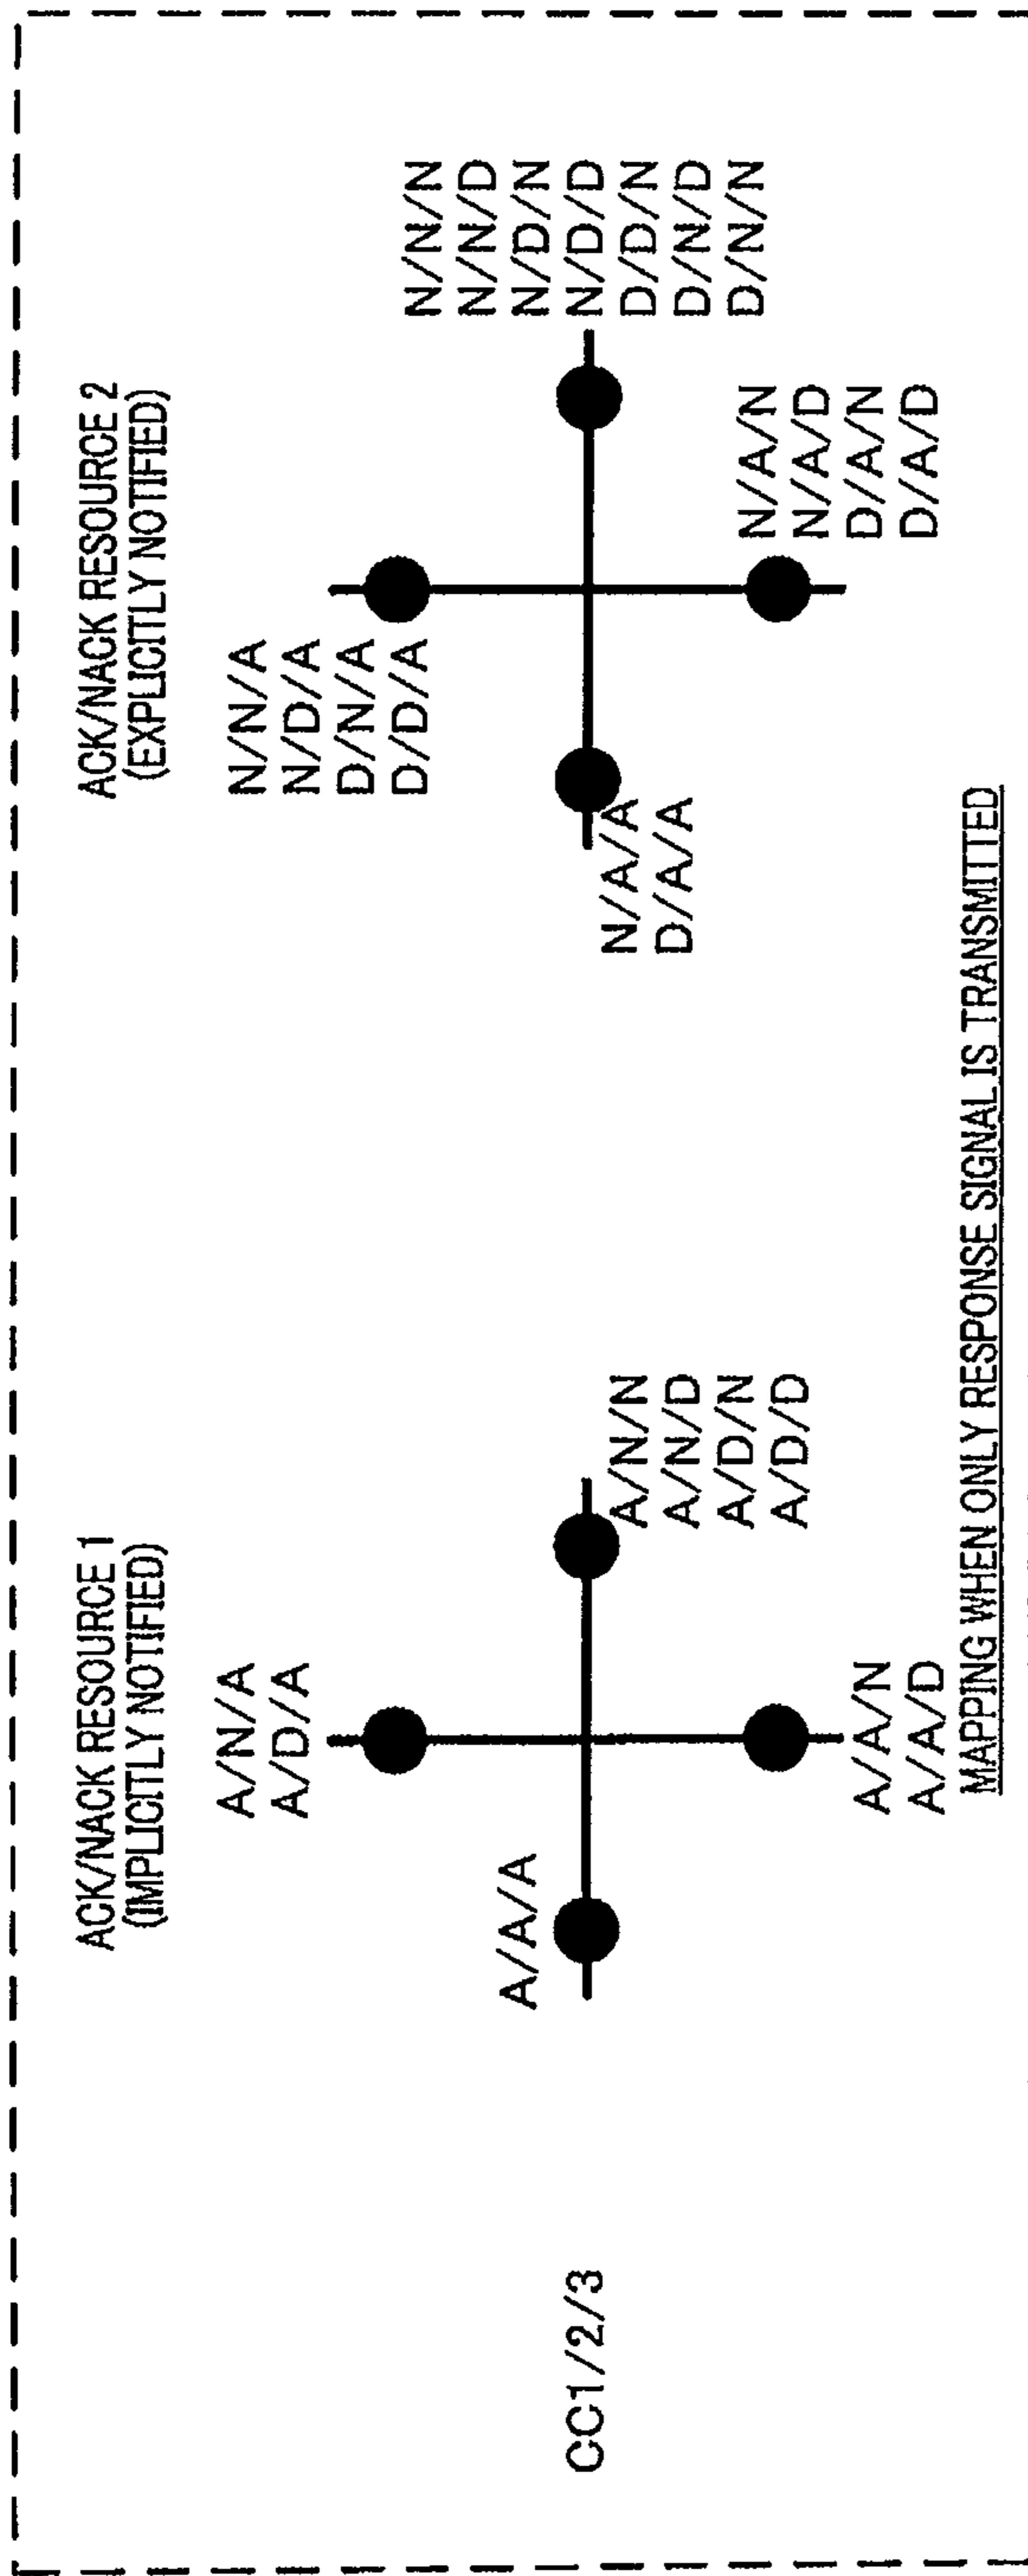 ACK/NACK RESOURCE 1
(IMPLICITLY NOTIFIED)
ACK/NACK RESOURCE 2
(EXPLICITLY NOTIFIED)
CC1/2/3
A/N/A
A/D/A
A/A/A
A/N/N
A/N/D
A/D/N
A/D/D
A/A/N
A/A/D
N/N/A
N/D/A
D/N/A
D/D/A
N/A/A
D/A/A
N/N/N
N/N/D
N/D/N
N/D/D
D/D/N
D/N/D
D/N/N
N/A/N
N/A/D
D/A/N
D/A/D
MAPPING WHEN ONLY RESPONSE SIGNAL IS TRANSMITTED